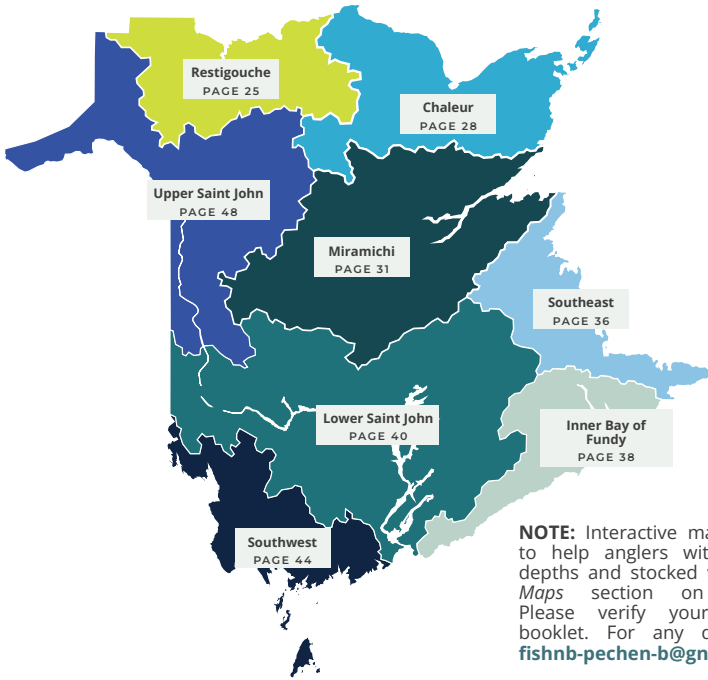 Restigouche
PAGE 25
Chaleur
PAGE 28
Upper Saint John
PAGE 48
Miramichi
PAGE 31
Southeast
PAGE 36
Lower Saint John
PAGE 40
Inner Bay of
Fundy
PAGE 38
Southwest
PAGE 44
NOTE: Interactive
to help anglers
depths and stocked
Maps section on
Please verify your
booklet. For any
fishnb-pechen-b@gn